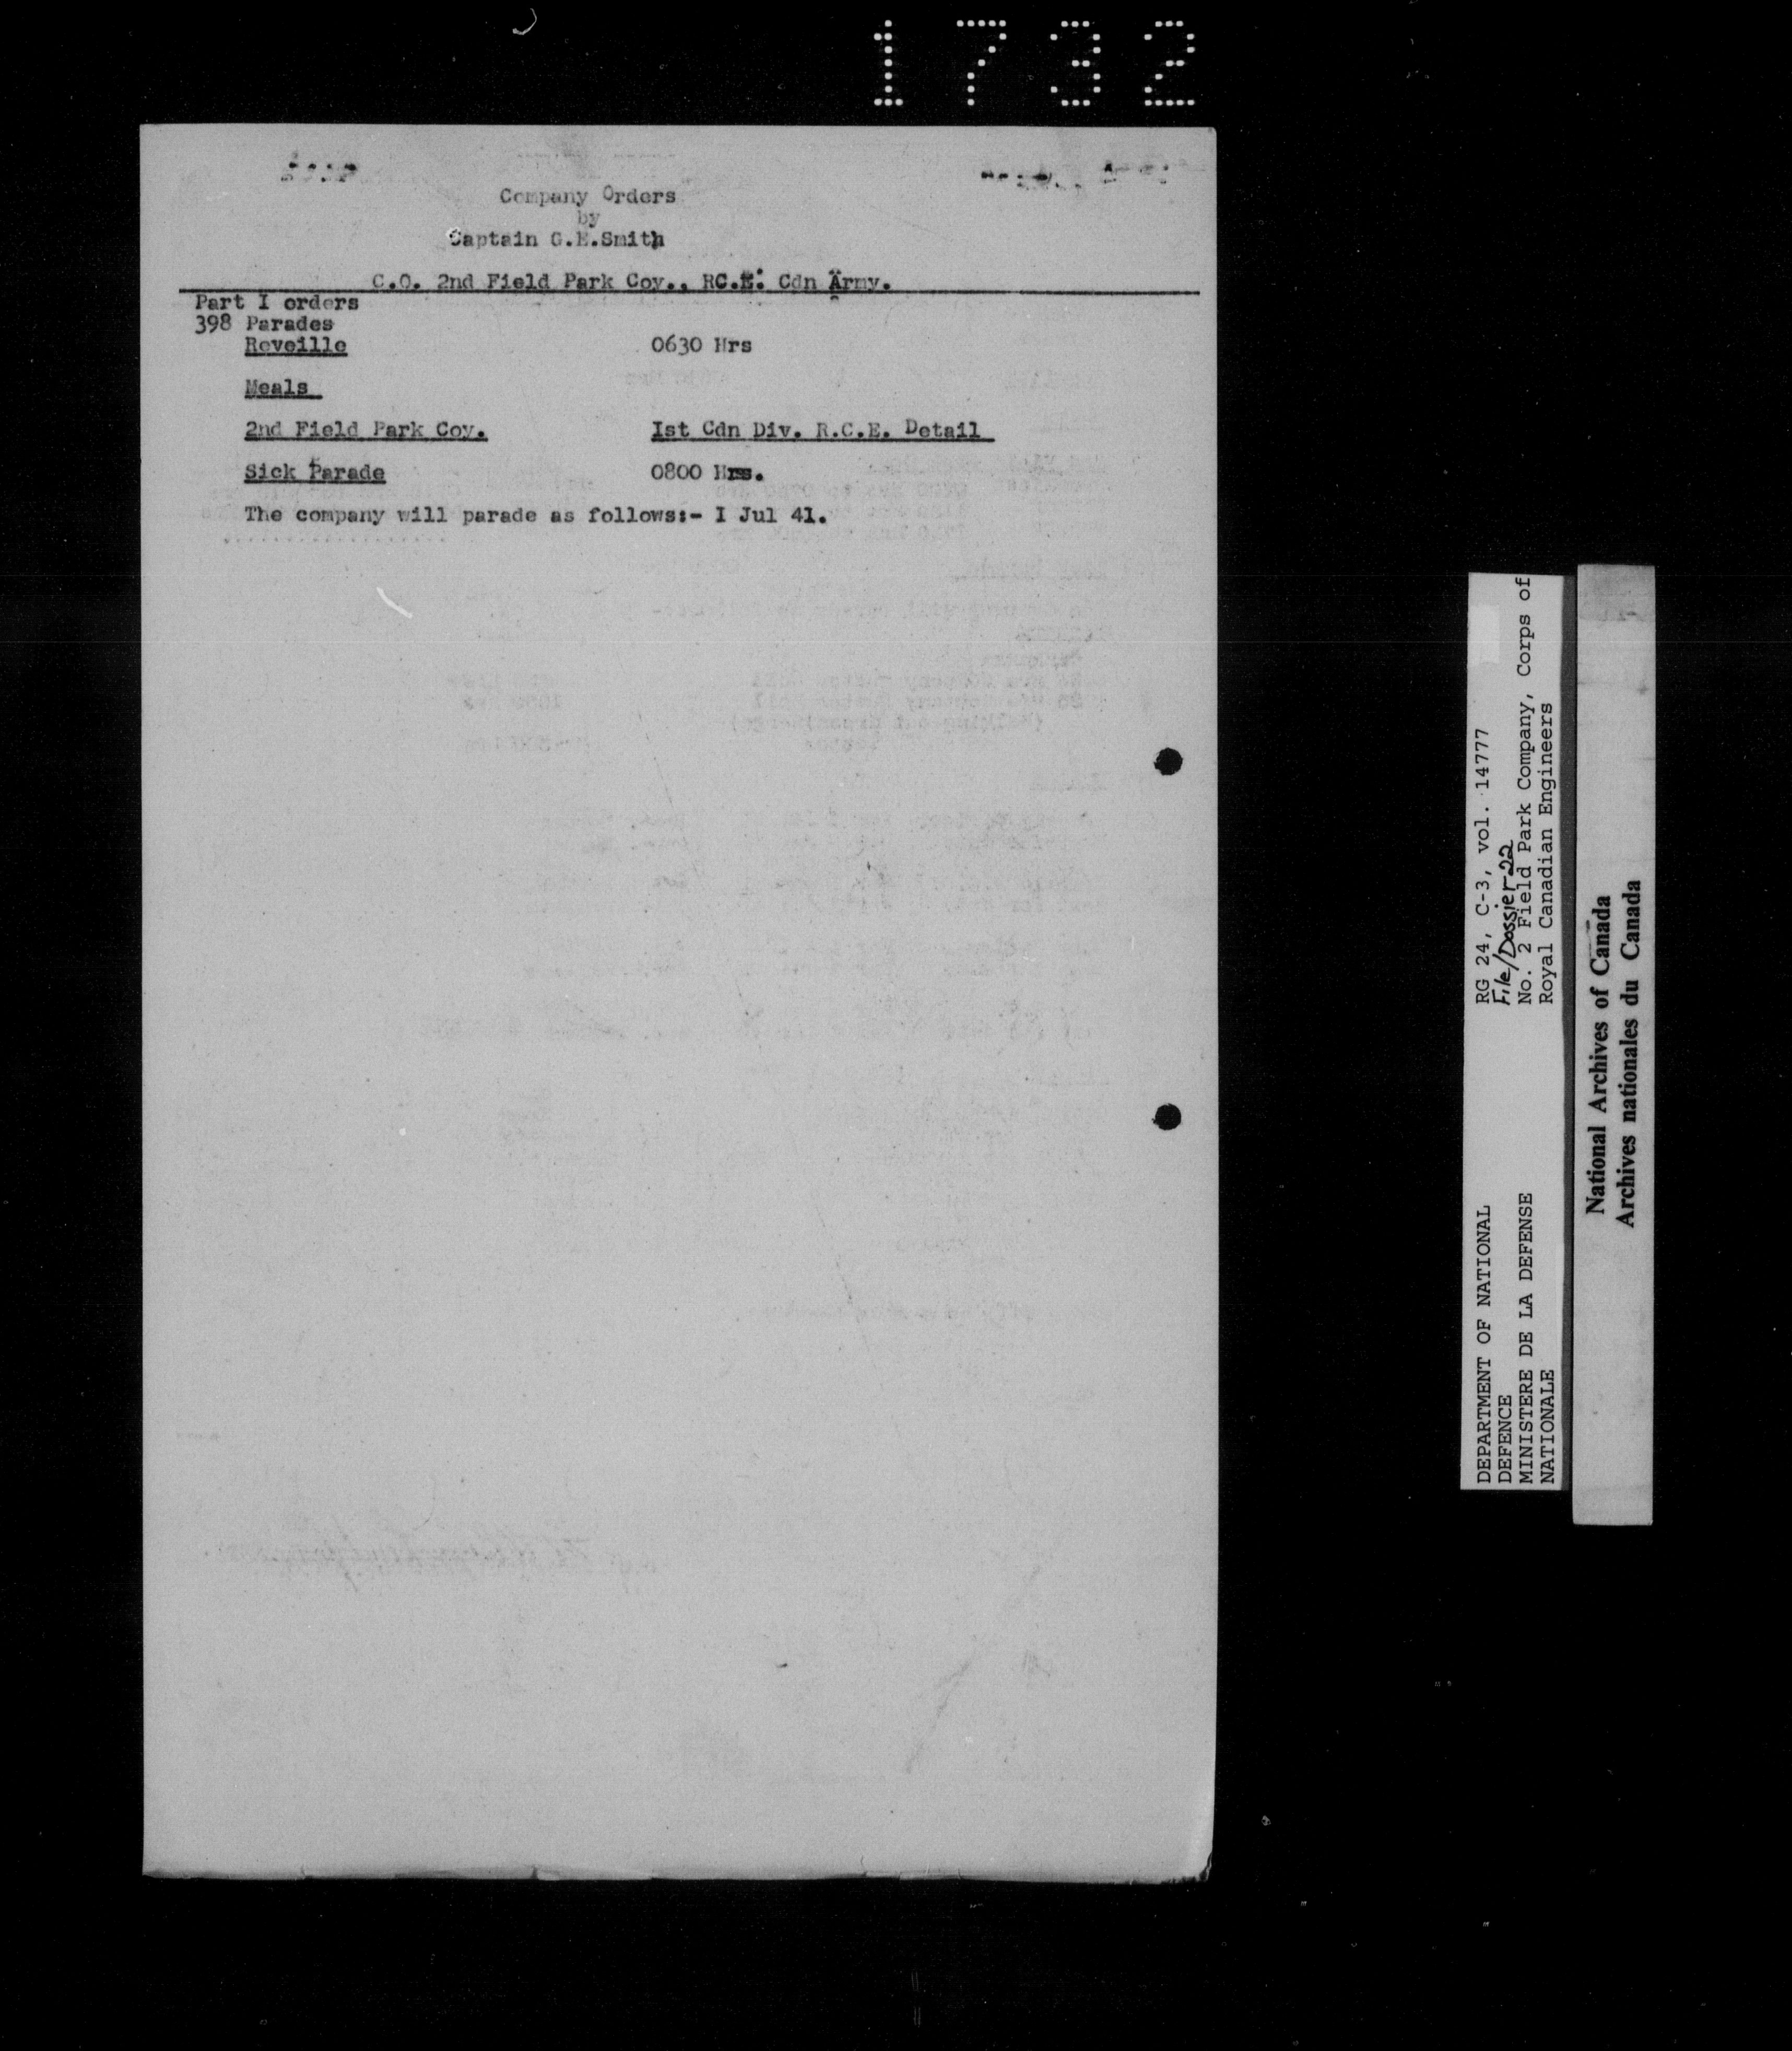 1732
Company Orders
by
Captain G.E.Smith
C.O. 2nd Field Park Coy., RC.E. Cdn Army.
Part I orders
398 Parades
Reveille 0630 Hrs
Meals
2nd Field Park Coy. Ist Cdn Div. R.C.E. Detail
Sick Parade 0800 Hrs.
The company will parade as follows:- I Jul 41.
DEPARTMENT OF NATIONAL RG 24, C-3, vol. 14777
DEFENCE File/Dossier 22
MINISTERE DE LA DEFENSE No. 2 Field Park Company, Corps of
NATIONALE Royal Canadian Engineers
National Archives of Canada
Archives nationales du Canada